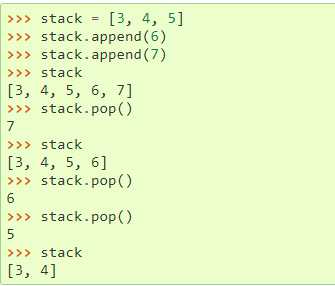 >>> stack = [3, 4, 5]
>>> stack.append(6)
>>> stack.append(7)
>>> stack
[3, 4, 5, 6, 7]
>>> stack.pop()
7
>>> stack
[3, 4, 5, 6]
>>> stack.pop()
6
>>> stack.pop()
5
>>> stack
[3, 4]